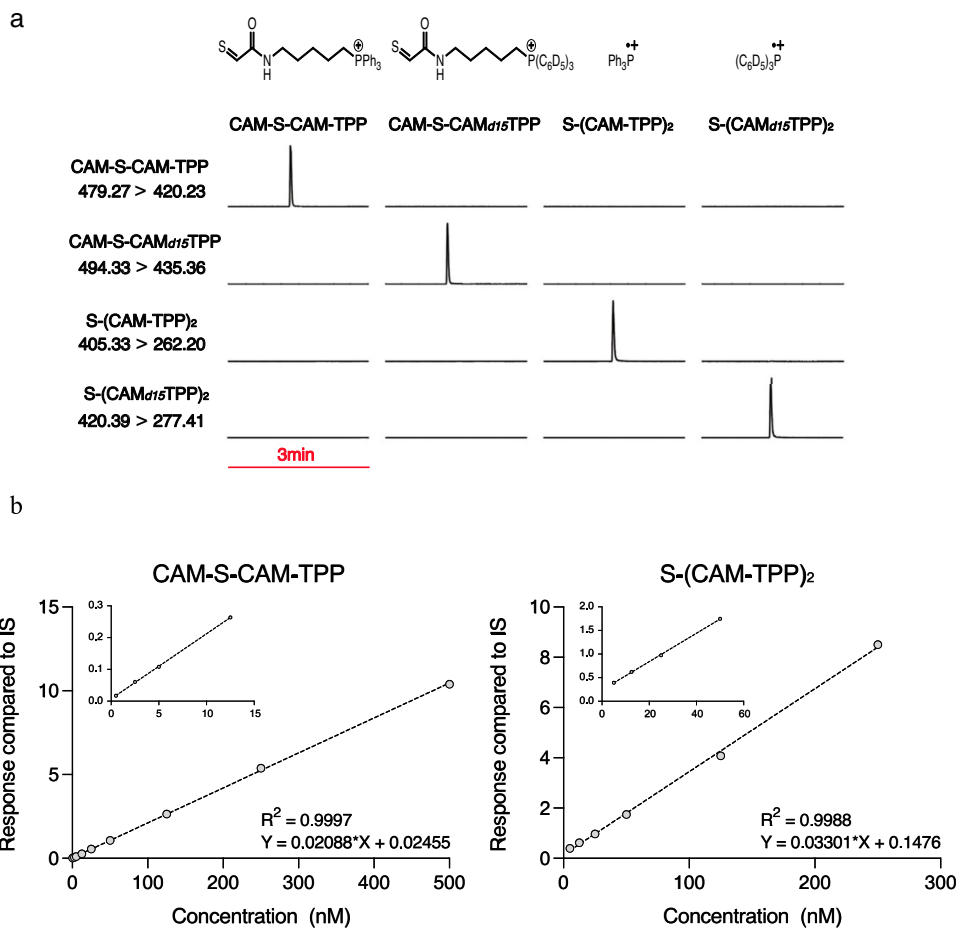 a
O
S
N
H
⊕
PPh3
O
S
N
H
⊕
P(C6D5)3
•+
Ph3P
•+
(C6D5)3P
CAM-S-CAM-TPP
CAM-S-CAMd15TPP
S-(CAM-TPP)2
S-(CAMd15TPP)2
CAM-S-CAM-TPP
479.27 > 420.23
CAM-S-CAMd15TPP
494.33 > 435.36
S-(CAM-TPP)2
405.33 > 262.20
S-(CAMd15TPP)2
420.39 > 277.41
3min
b
CAM-S-CAM-TPP
Response compared to IS
15
10
5
0
0.3
0.2
0.1
0.0
0 5 10 15
R2 = 0.9997
Y = 0.02088*X + 0.02455
0 100 200 300 400 500
Concentration (nM)
S-(CAM-TPP)2
Response compared to IS
10
8
6
4
2
0
2.0
1.5
1.0
0.5
0.0
0 20 40 60
R2 = 0.9988
Y = 0.03301*X + 0.1476
0 100 200 300
Concentration (nM)